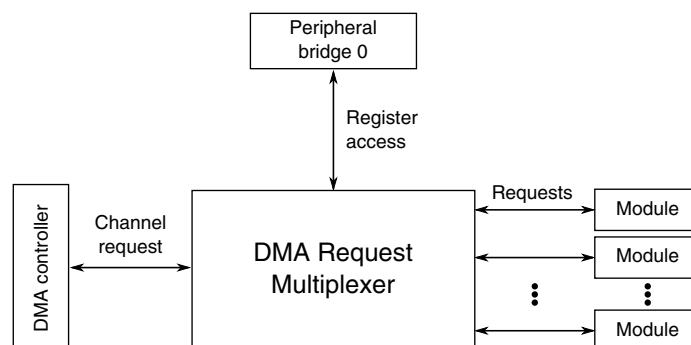 Peripheral
bridge 0
Register
access
Requests
Module
Channel
request
DMA controller
DMA Request
Multiplexer
Module
Module